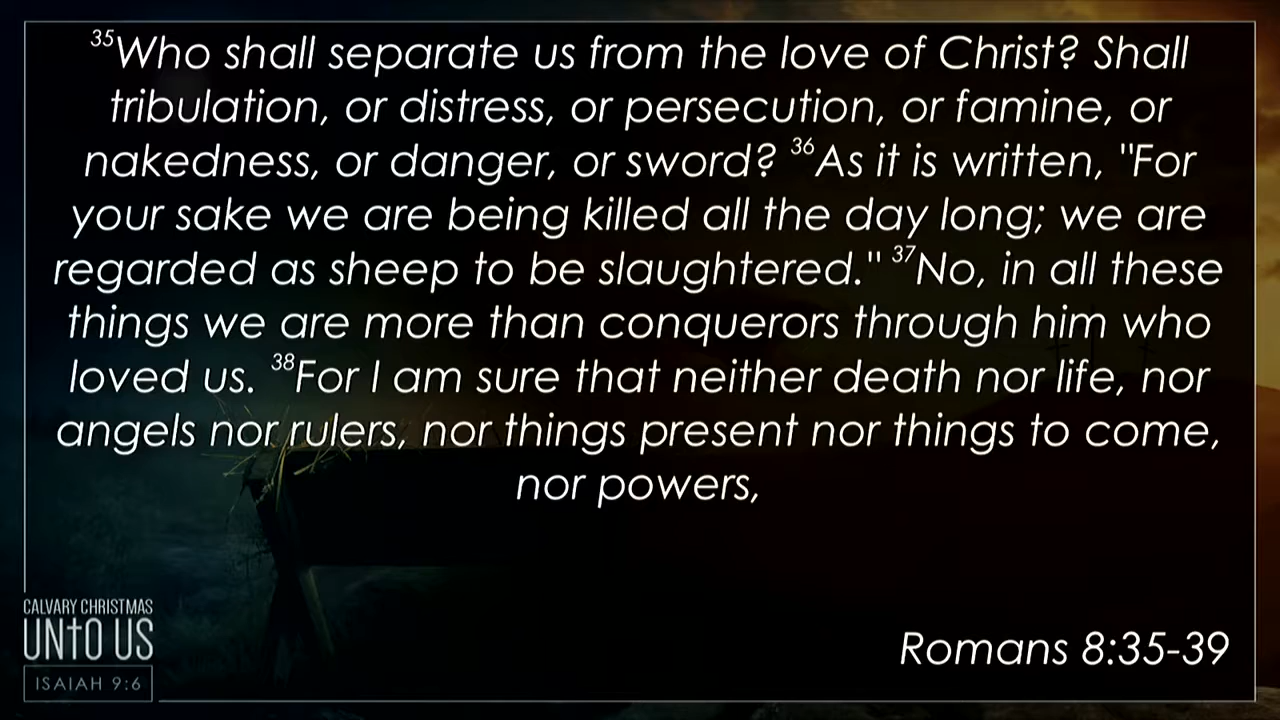 ³⁵Who shall separate us from the love of Christ? Shall
tribulation, or distress, or persecution, or famine, or
nakedness, or danger, or sword? ³⁶As it is written, "For
your sake we are being killed all the day long; we are
regarded as sheep to be slaughtered." ³⁷No, in all these
things we are more than conquerors through him who
loved us. ³⁸For I am sure that neither death nor life, nor
angels nor rulers, nor things present nor things to come,
nor powers,
Romans 8:35-39
CALVARY CHRISTMAS
UNTO US
ISAIAH 9:6